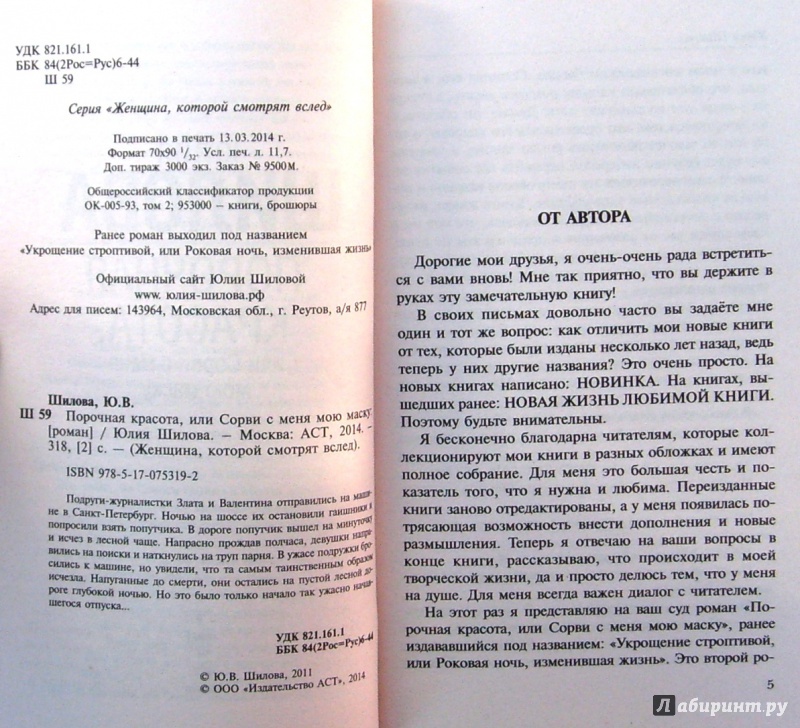 УДК 821.161.1
ББК 84(2Рос=Рус)6-44
Ш 59
Серия «Женщина, которой смотрят вслед»
Подписано в печать 13.03.2014 г.
Формат 70х90 1/32. Усл. печ. л. 11,7.
Доп. тираж 3000 экз. Заказ № 9500М.
Общероссийский классификатор продукции
ОК-005-93, том 2; 953000 – книги, брошюры
Ранее роман выходил под названием
«Укрощение строптивой, или Роковая ночь, изменившая жизнь»
Официальный сайт Юлии Шиловой
www. юлия-шилова.рф
Адрес для писем: 143964, Московская обл., г. Реутов, а/я 877
Шилова, Ю.В.
Ш 59 Порочная красота, или Сорви с меня мою маску:
[роман] / Юлия Шилова. – Москва: АСТ, 2014. –
318, [2] с. — (Женщина, которой смотрят вслед).
ISBN 978-5-17-075319-2
Подруги-журналистки Злата и Валентина отправились на маши-
не в Санкт-Петербург. Ночью на шоссе их остановили гаишники и
попросили взять попутчика. В дороге попутчик вышел на минуточку
и исчез в лесной чаще. Напрасно прождав полчаса, девушки напра-
вились на поиски и наткнулись на труп парня. В ужасе подружки бро-
сились к машине, но увидели, что та самым таинственным образом
исчезла. Напуганные до смерти, они остались на пустой лесной до-
роге глубокой ночью. Но это было только начало так ужасно начав-
шегося отпуска...
УДК 821.161.1
ББК 84(2Рос=Рус)6-44
© Ю.В. Шилова, 2011
© ООО «Издательство АСТ», 2014
ОТ АВТОРА
Дорогие мои друзья, я очень-очень рада встретить-
ся с вами вновь! Мне так приятно, что вы держите в
руках эту замечательную книгу!
В своих письмах довольно часто вы задаёте мне
один и тот же вопрос: как отличить мои новые книги
от тех, которые были изданы несколько лет назад, ведь
теперь у них другие названия? Это очень просто. На
новых книгах написано: НОВИНКА. На книгах, вы-
шедших ранее: НОВАЯ ЖИЗНЬ ЛЮБИМОЙ КНИГИ.
Поэтому будьте внимательны.
Я бесконечно благодарна читателям, которые кол-
лекционируют мои книги в разных обложках и имеют
полное собрание. Для меня это большая честь и по-
казатель того, что я нужна и любима. Переизданные
книги заново отредактированы, а у меня появилась по-
трясающая возможность внести дополнения и новые
размышления. Теперь я отвечаю на ваши вопросы в
конце книги, рассказываю, что происходит в моей
творческой жизни, да и просто делюсь тем, что у меня
на душе. Для меня всегда важен диалог с читателем.
На этот раз я представляю на ваш суд роман «По-
рочная красота, или Сорви с меня мою маску», ранее
издававшийся под названием: «Укрощение строптивой,
или Роковая ночь, изменившая жизнь». Это второй ро-
5
Лабиринт.ру